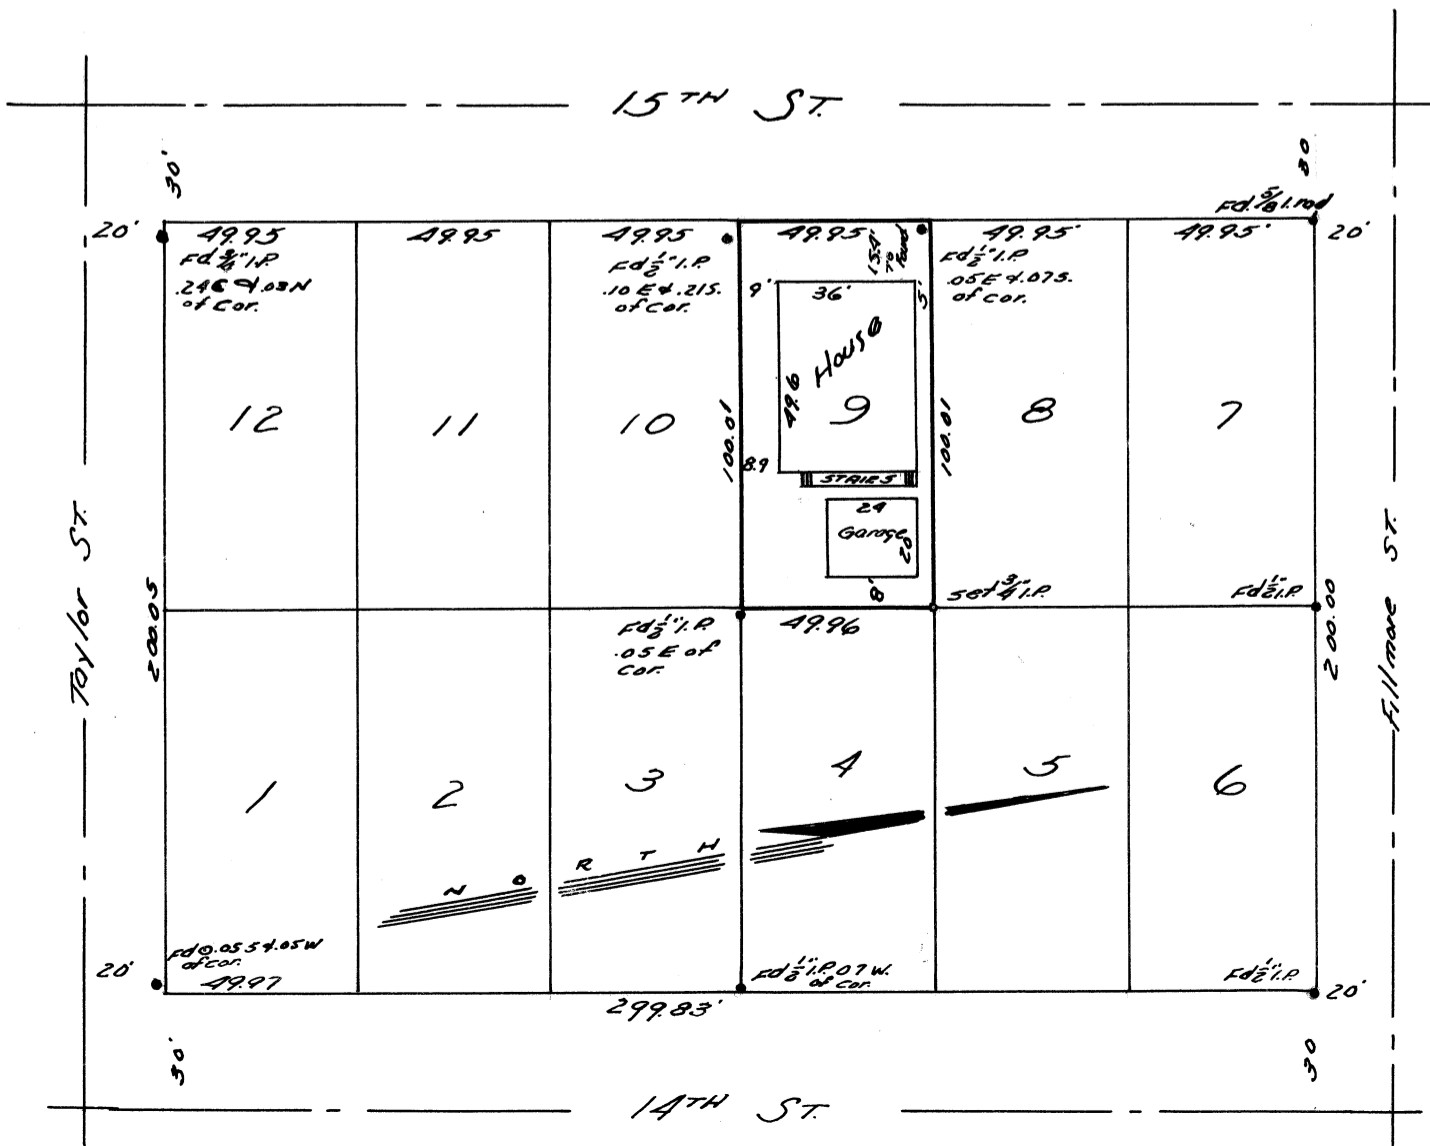 15TH ST.
30'
30
Fd. 5/8 I. rod
20'
49.95
49.95
49.95
49.95
49.95'
49.95'
20'
Fd 3/4" I.P.
.24 E & .03 N
of Cor.
Fd 1/2" I.P.
.10 E & .21 S.
of Cor.
15.4'
TO
Found
Fd 1/2" I.P.
.05 E & .07 S.
of Cor.
9'
36'
5'
House
49.6
12
11
10
9
8
7
100.01
100.01
8.9
STAIRS
24
Garage
20
8'
Set 3/4" I.P.
Fd 1/2" I.P.
Taylor ST.
200.05
Fd 1/2" I.P.
.05 E of
Cor.
49.96
200.00
Fillmore ST.
1
2
3
4
5
6
NORTH
20'
Fd @ .05 S & .05 W
of cor.
49.97
Fd 1/2" I.P. .07 W.
of Cor.
Fd 1/2" I.P.
20'
299.83'
30'
30
14TH ST.